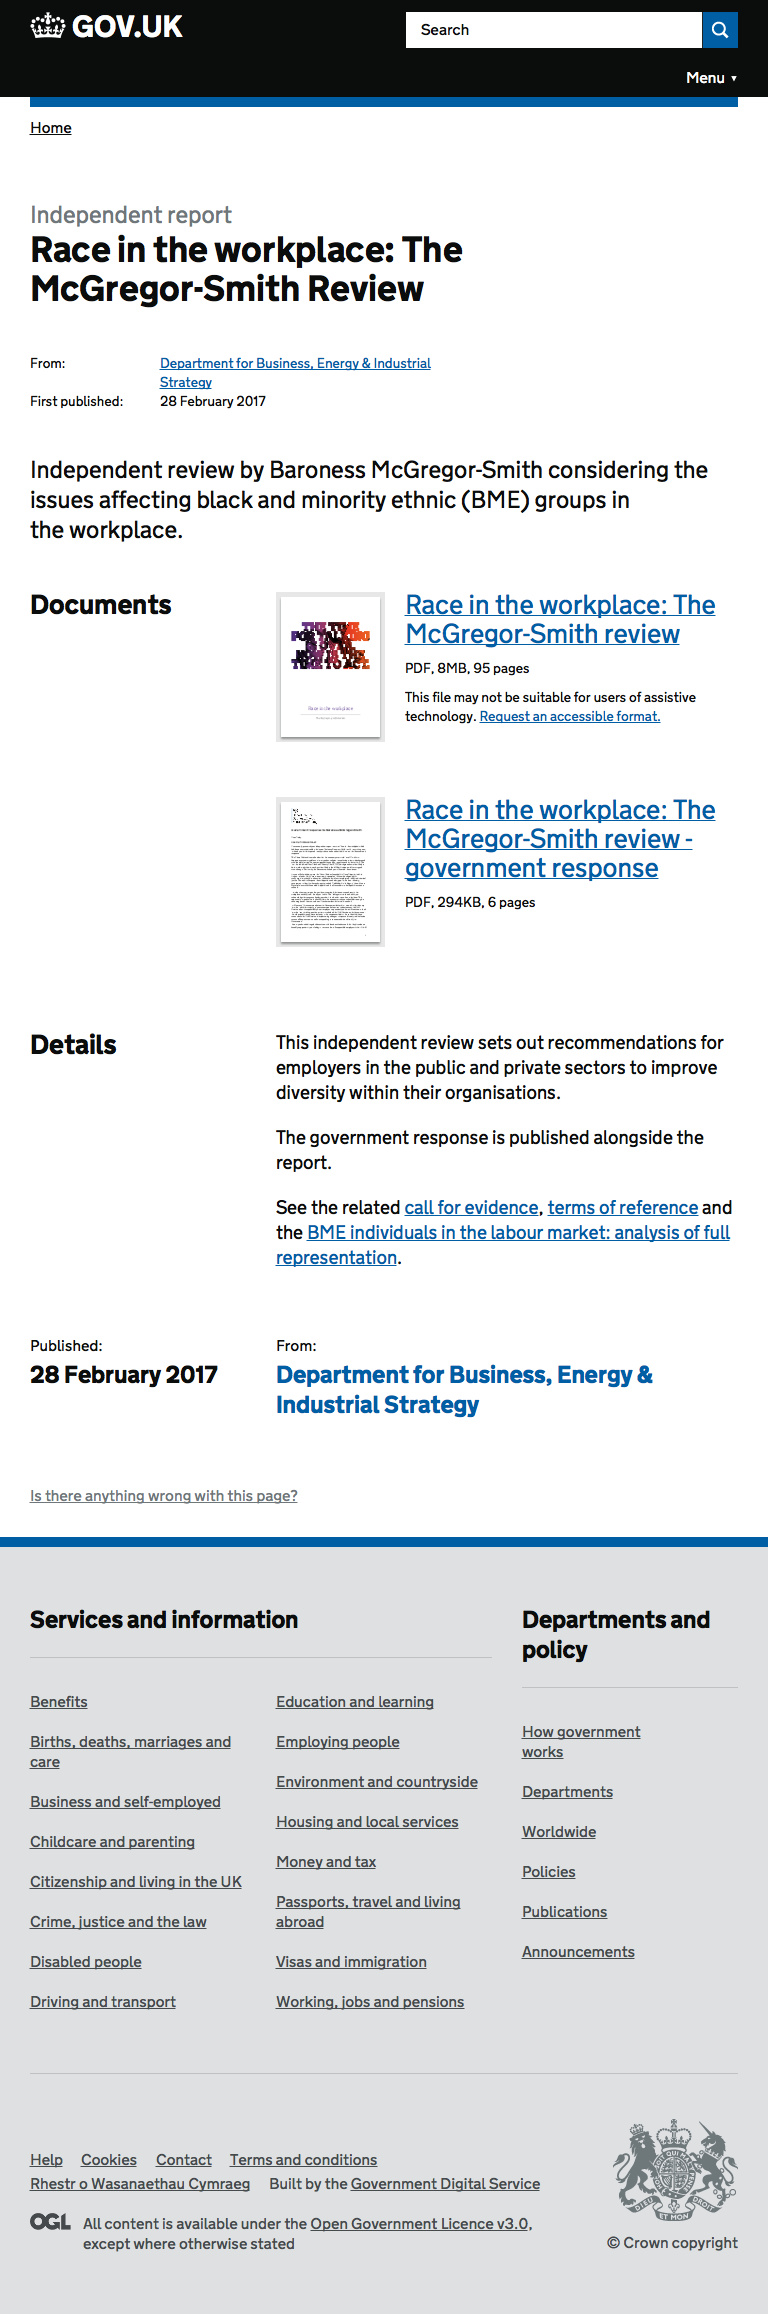 GOV.UK
Search
Menu ▼
Home
Independent report
Race in the workplace: The
McGregor-Smith Review
From:
Department for Business, Energy & Industrial
Strategy
First published:
28 February 2017
Independent review by Baroness McGregor-Smith considering the
issues affecting black and minority ethnic (BME) groups in
the workplace.
Documents
THE TIME
FOR TALKING
IS OVER
NOW IS THE
TIME TO ACT
Race in the workplace
Race in the workplace: The
McGregor-Smith review
PDF, 8MB, 95 pages
This file may not be suitable for users of assistive
technology. Request an accessible format.
Race in the workplace: The
McGregor-Smith review -
government response
PDF, 294KB, 6 pages
Details
This independent review sets out recommendations for
employers in the public and private sectors to improve
diversity within their organisations.
The government response is published alongside the
report.
See the related call for evidence, terms of reference and
the BME individuals in the labour market: analysis of full
representation.
Published:
28 February 2017
From:
Department for Business, Energy &
Industrial Strategy
Is there anything wrong with this page?
Services and information
Benefits
Births, deaths, marriages and
care
Business and self-employed
Childcare and parenting
Citizenship and living in the UK
Crime, justice and the law
Disabled people
Driving and transport
Education and learning
Employing people
Environment and countryside
Housing and local services
Money and tax
Passports, travel and living
abroad
Visas and immigration
Working, jobs and pensions
Departments and
policy
How government
works
Departments
Worldwide
Policies
Publications
Announcements
Help Cookies Contact Terms and conditions
Rhestr o Wasanaethau Cymraeg Built by the Government Digital Service
OGL All content is available under the Open Government Licence v3.0,
except where otherwise stated
DIEU ET MON DROIT
© Crown copyright